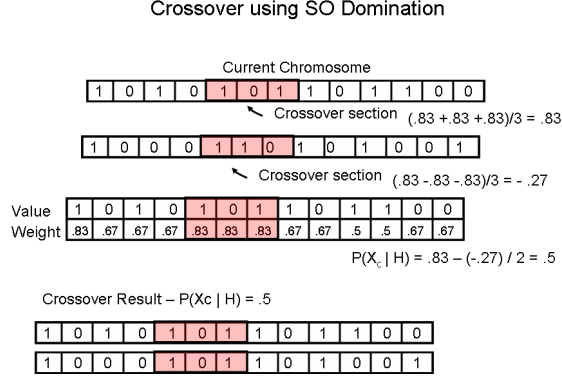 Crossover using SO Domination
Current Chromosome
1 0 1 0 1 0 1 1 0 1 1 0 0
Crossover section
(.83 +.83 +.83)/3 = .83
1 0 0 0 1 1 0 1 0 1 0 0 1
Crossover section
(.83 -.83 -.83)/3 = - .27
Value 1 0 1 0 1 0 1 1 0 1 1 0 0
Weight .83 .67 .67 .67 .83 .83 .83 .67 .67 .5 .5 .67 .67
P(Xc | H) = .83 – (-.27) / 2 = .5
Crossover Result – P(Xc | H) = .5
1 0 1 0 1 0 1 1 0 1 1 0 0
1 0 0 0 1 0 1 1 0 1 0 0 1